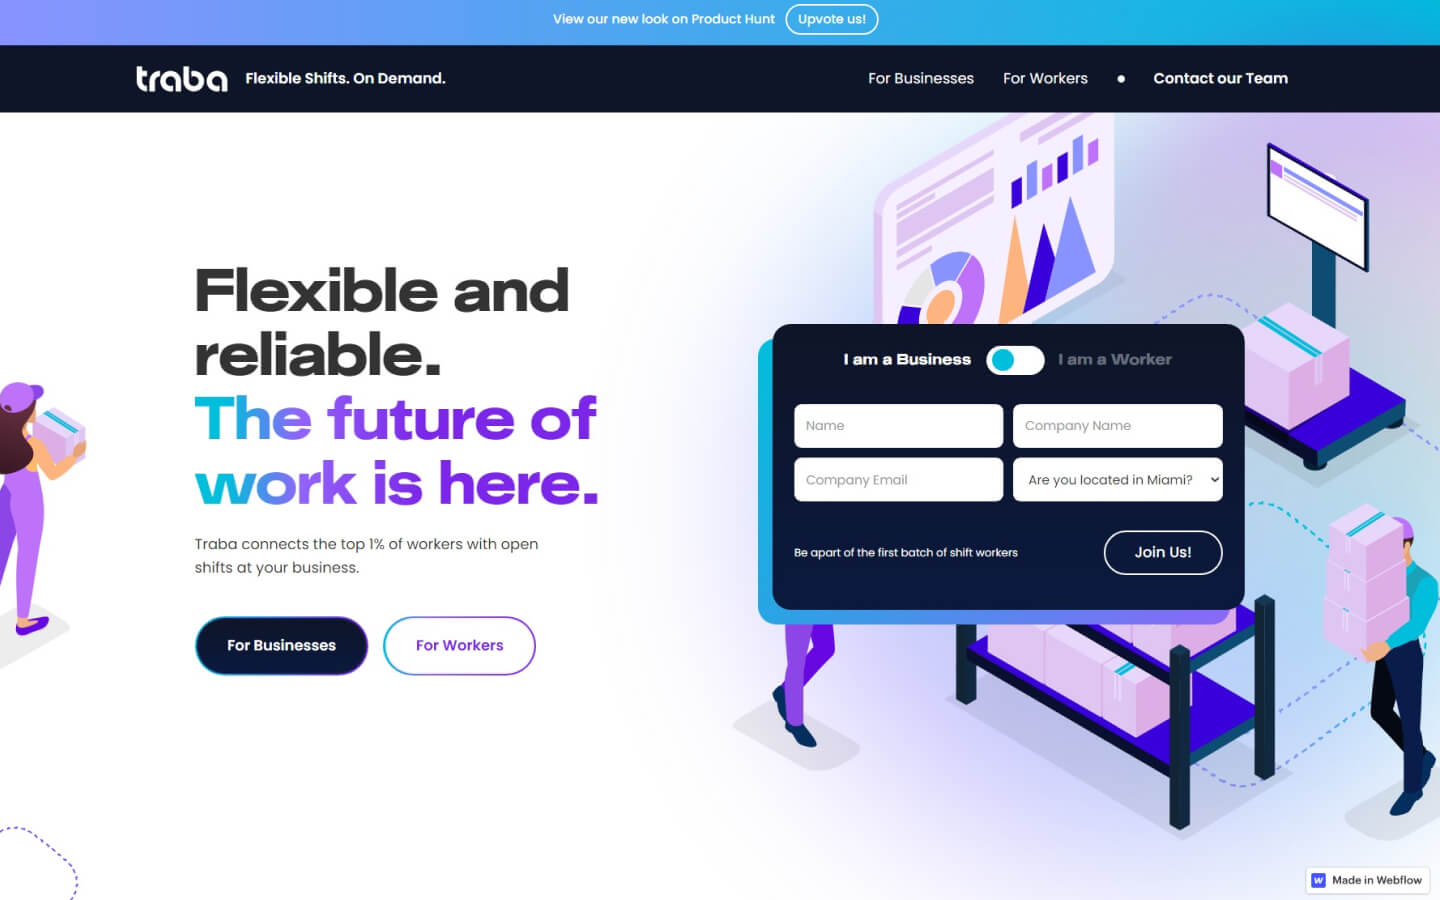 View our new look on Product Hunt
Upvote us!
traba
Flexible Shifts. On Demand.
For Businesses
For Workers
Contact our Team
Flexible and
reliable.
The future of
work is here.
Traba connects the top 1% of workers with open
shifts at your business.
For Businesses
For Workers
I am a Business
I am a Worker
Name
Company Name
Company Email
Are you located in Miami?
Be apart of the first batch of shift workers
Join Us!
Made in Webflow